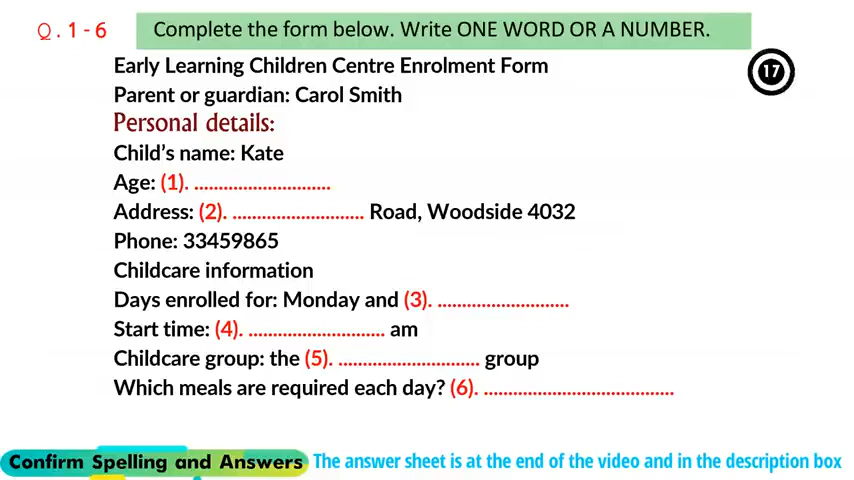 Q. 1 - 6
Complete the form below. Write ONE WORD OR A NUMBER.
Early Learning Children Centre Enrolment Form
17
Parent or guardian: Carol Smith
Personal details:
Child's name: Kate
Age: (1). ............................
Address: (2). ........................... Road, Woodside 4032
Phone: 33459865
Childcare information
Days enrolled for: Monday and (3). ...........................
Start time: (4). ............................ am
Childcare group: the (5). ............................. group
Which meals are required each day? (6). .......................................
Confirm Spelling and Answers The answer sheet is at the end of the video and in the description box